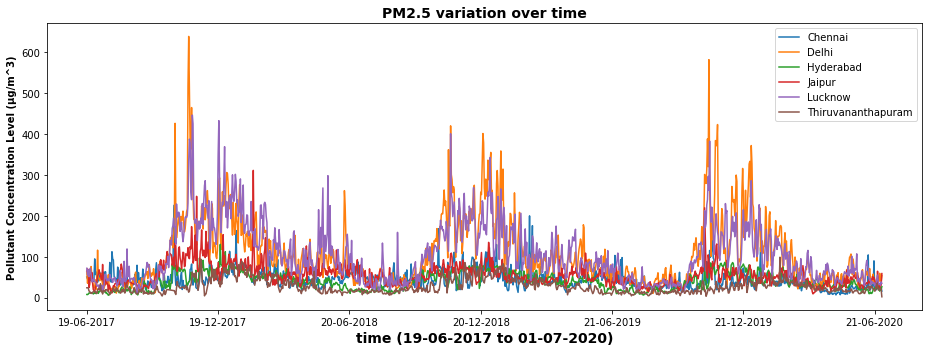 PM2.5 variation over time
Pollutant Concentration Level (µg/m^3)
600
500
400
300
200
100
0
Chennai
Delhi
Hyderabad
Jaipur
Lucknow
Thiruvananthapuram
19-06-2017
19-12-2017
20-06-2018
20-12-2018
21-06-2019
21-12-2019
21-06-2020
time (19-06-2017 to 01-07-2020)